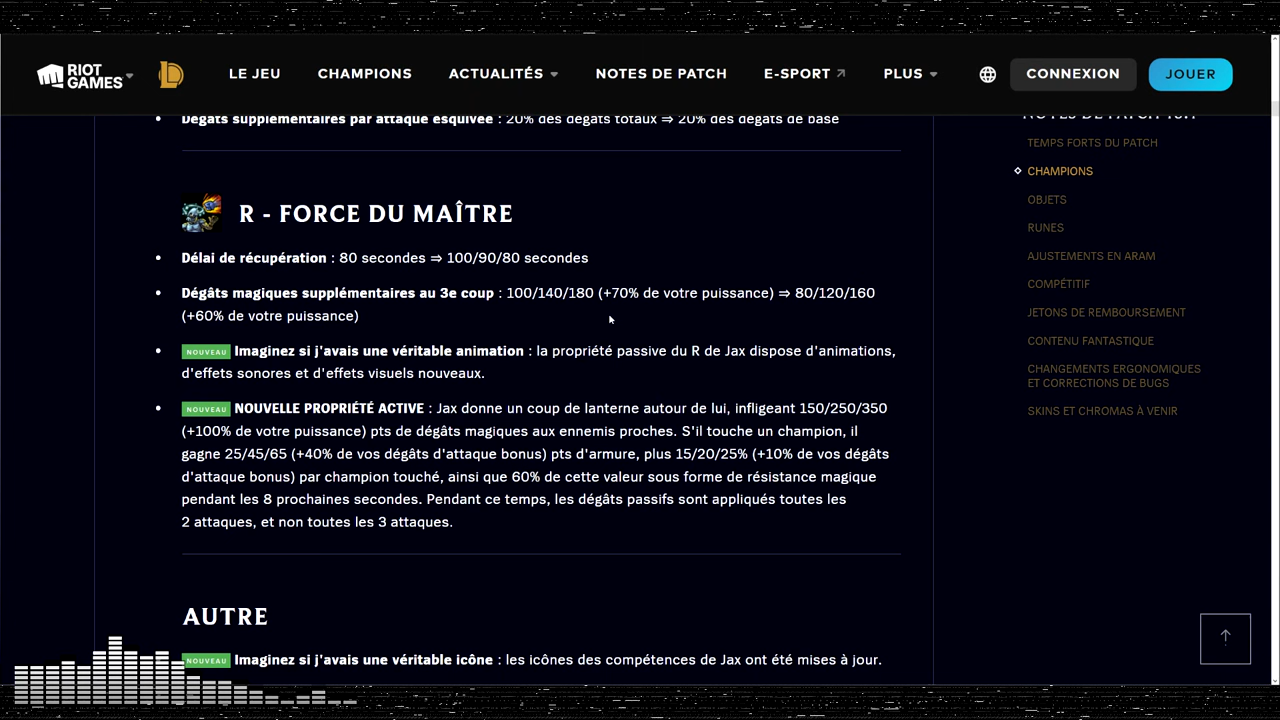 RIOT GAMES
LE JEU
CHAMPIONS
ACTUALITÉS
NOTES DE PATCH
E-SPORT
PLUS
CONNEXION
JOUER
Dégâts supplémentaires par attaque esquivée : 20% des dégâts totaux ⇒ 20% des dégâts de base
R - FORCE DU MAÎTRE
Délai de récupération : 80 secondes ⇒ 100/90/80 secondes
Dégâts magiques supplémentaires au 3e coup : 100/140/180 (+70% de votre puissance) ⇒ 80/120/160
(+60% de votre puissance)
NOUVEAU Imaginez si j'avais une véritable animation : la propriété passive du R de Jax dispose d'animations,
d'effets sonores et d'effets visuels nouveaux.
NOUVEAU NOUVELLE PROPRIÉTÉ ACTIVE : Jax donne un coup de lanterne autour de lui, infligeant 150/250/350
(+100% de votre puissance) pts de dégâts magiques aux ennemis proches. S'il touche un champion, il
gagne 25/45/65 (+40% de vos dégâts d'attaque bonus) pts d'armure, plus 15/20/25% (+10% de vos dégâts
d'attaque bonus) par champion touché, ainsi que 60% de cette valeur sous forme de résistance magique
pendant les 8 prochaines secondes. Pendant ce temps, les dégâts passifs sont appliqués toutes les
2 attaques, et non toutes les 3 attaques.
AUTRE
NOUVEAU Imaginez si j'avais une véritable icône : les icônes des compétences de Jax ont été mises à jour.
NOTES DE PATCH
TEMPS FORTS DU PATCH
CHAMPIONS
OBJETS
RUNES
AJUSTEMENTS EN ARAM
COMPÉTITIF
JETONS DE REMBOURSEMENT
CONTENU FANTASTIQUE
CHANGEMENTS ERGONOMIQUES
ET CORRECTIONS DE BUGS
SKINS ET CHROMAS À VENIR